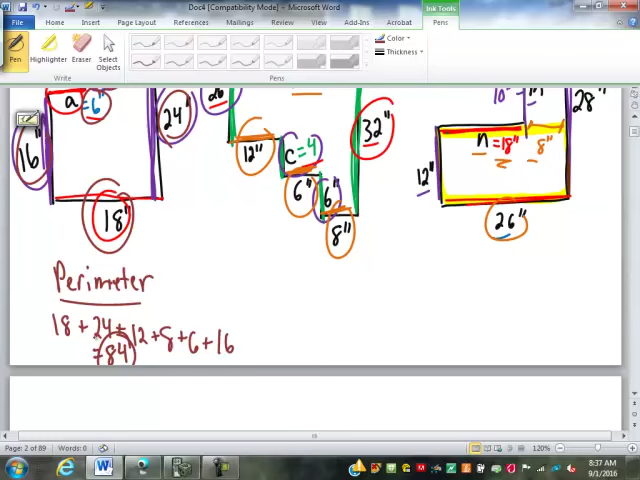 Doc4 [Compatibility Mode] - Microsoft Word
Ink Tools
File Home Insert Page Layout References Mailings Review View Add-Ins Acrobat Pens
Pen Highlighter Eraser Select Objects
Color
Thickness
Write Pens
a =6" 24" 26 32" 10" m 28"
16" 12" c=4 n =18" 8"
6" 6" 12"
18" 8" 26"
Perimeter
18 + 24 + 12 + 8 + 6 + 16
= 84
Page: 2 of 89 Words: 0 120%
8:37 AM
9/1/2016